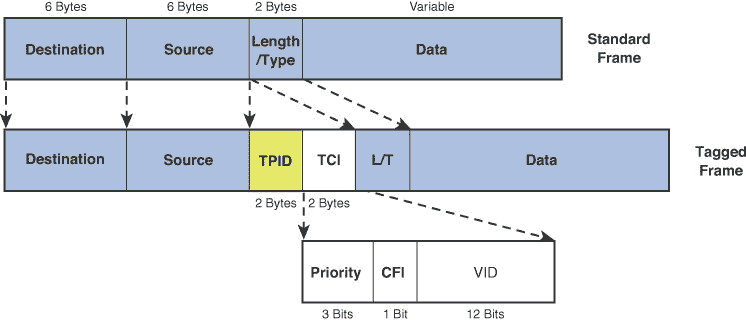 6 Bytes 6 Bytes 2 Bytes Variable
Destination Source Length
/Type Data Standard
Frame
Destination Source TPID TCI L/T Data Tagged
Frame
2 Bytes 2 Bytes
Priority CFI VID
3 Bits 1 Bit 12 Bits